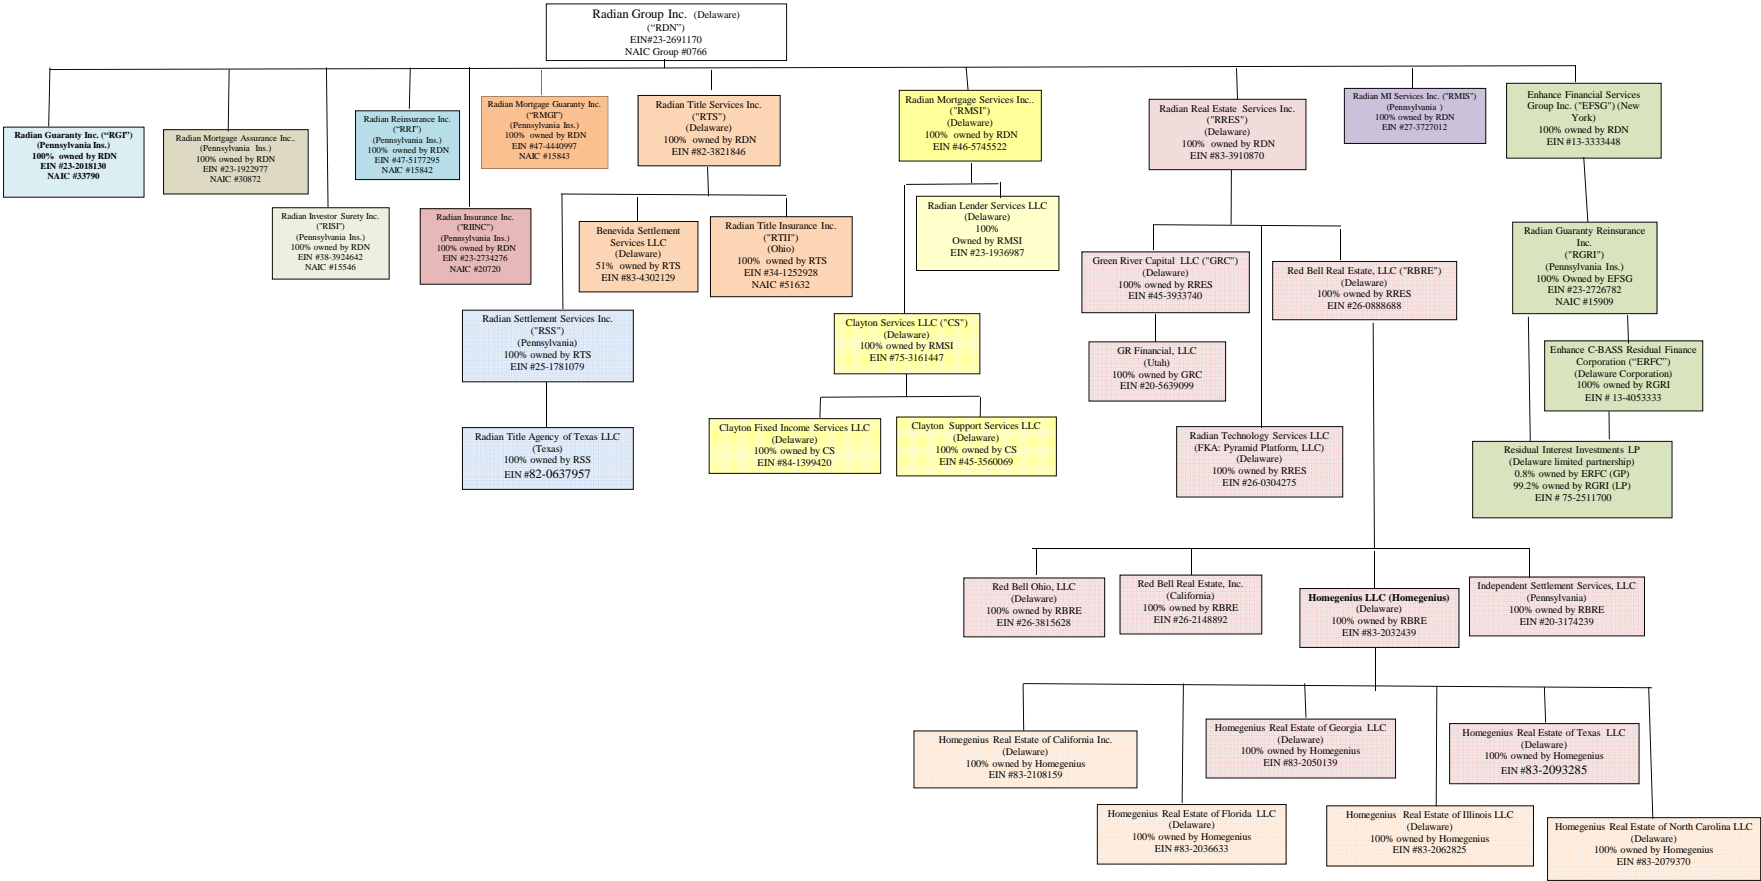 Radian Group Inc. (Delaware)
(“RDN”)
EIN#23-2691170
NAIC Group #0766
Radian Guaranty Inc. (“RGI”)
(Pennsylvania Ins.)
100% owned by RDN
EIN #23-2018130
NAIC #33790
Radian Mortgage Assurance Inc..
(Pennsylvania Ins.)
100% owned by RDN
EIN #23-1922977
NAIC #30872
Radian Investor Surety Inc.
("RISI")
(Pennsylvania Ins.)
100% owned by RDN
EIN #38-3924642
NAIC #15546
Radian Reinsurance Inc.
("RRI")
(Pennsylvania Ins.)
100% owned by RDN
EIN #47-5177295
NAIC #15842
Radian Insurance Inc.
("RIINC")
(Pennsylvania Ins.)
100% owned by RDN
EIN #23-2734276
NAIC #20720
Radian Mortgage Guaranty Inc.
("RMGI")
(Pennsylvania Ins.)
100% owned by RDN
EIN #47-4440997
NAIC #15843
Radian Title Services Inc.
("RTS")
(Delaware)
100% owned by RDN
EIN #82-3821846
Benevida Settlement
Services LLC
(Delaware)
51% owned by RTS
EIN #83-4302129
Radian Title Insurance Inc.
("RTII")
(Ohio)
100% owned by RTS
EIN #34-1252928
NAIC #51632
Radian Settlement Services Inc.
("RSS")
(Pennsylvania)
100% owned by RTS
EIN #25-1781079
Radian Title Agency of Texas LLC
(Texas)
100% owned by RSS
EIN #82-0637957
Radian Mortgage Services Inc..
("RMSI")
(Delaware)
100% owned by RDN
EIN #46-5745522
Radian Lender Services LLC
(Delaware)
100%
Owned by RMSI
EIN #23-1936987
Clayton Services LLC ("CS")
(Delaware)
100% owned by RMSI
EIN #75-3161447
Clayton Fixed Income Services LLC
(Delaware)
100% owned by CS
EIN #84-1399420
Clayton Support Services LLC
(Delaware)
100% owned by CS
EIN #45-3560069
Radian Real Estate Services Inc.
("RRES")
(Delaware)
100% owned by RDN
EIN #83-3910870
Green River Capital LLC ("GRC")
(Delaware)
100% owned by RRES
EIN #45-3933740
GR Financial, LLC
(Utah)
100% owned by GRC
EIN #20-5639099
Red Bell Real Estate, LLC ("RBRE")
(Delaware)
100% owned by RRES
EIN #26-0888688
Radian Technology Services LLC
(FKA: Pyramid Platform, LLC)
(Delaware)
100% owned by RRES
EIN #26-0304275
Radian MI Services Inc. ("RMIS")
(Pennsylvania )
100% owned by RDN
EIN #27-3727012
Enhance Financial Services
Group Inc. ("EFSG") (New
York)
100% owned by RDN
EIN #13-3333448
Radian Guaranty Reinsurance
Inc.
("RGRI")
(Pennsylvania Ins.)
100% Owned by EFSG
EIN #23-2726782
NAIC #15909
Enhance C-BASS Residual Finance
Corporation (“ERFC”)
(Delaware Corporation)
100% owned by RGRI
EIN # 13-4053333
Residual Interest Investments LP
(Delaware limited partnership)
0.8% owned by ERFC (GP)
99.2% owned by RGRI (LP)
EIN # 75-2511700
Red Bell Ohio, LLC
(Delaware)
100% owned by RBRE
EIN #26-3815628
Red Bell Real Estate, Inc.
(California)
100% owned by RBRE
EIN #26-2148892
Homegenius LLC (Homegenius)
(Delaware)
100% owned by RBRE
EIN #83-2032439
Independent Settlement Services, LLC
(Pennsylvania)
100% owned by RBRE
EIN #20-3174239
Homegenius Real Estate of California Inc.
(Delaware)
100% owned by Homegenius
EIN #83-2108159
Homegenius Real Estate of Florida LLC
(Delaware)
100% owned by Homegenius
EIN #83-2036633
Homegenius Real Estate of Georgia LLC
(Delaware)
100% owned by Homegenius
EIN #83-2050139
Homegenius Real Estate of Illinois LLC
(Delaware)
100% owned by Homegenius
EIN #83-2062825
Homegenius Real Estate of Texas LLC
(Delaware)
100% owned by Homegenius
EIN #83-2093285
Homegenius Real Estate of North Carolina LLC
(Delaware)
100% owned by Homegenius
EIN #83-2079370